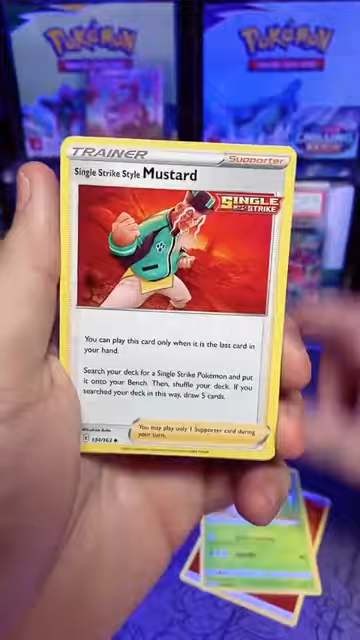 Pokémon
Pokémon
TRAINER
Supporter
Single Strike Style Mustard
SINGLE
STRIKE
You can play this card only when it is the last card in
your hand.
Search your deck for a Single Strike Pokémon and put
it onto your Bench. Then, shuffle your deck. If you
searched your deck in this way, draw 5 cards.
You may play only 1 Supporter card during
your turn.
134/163